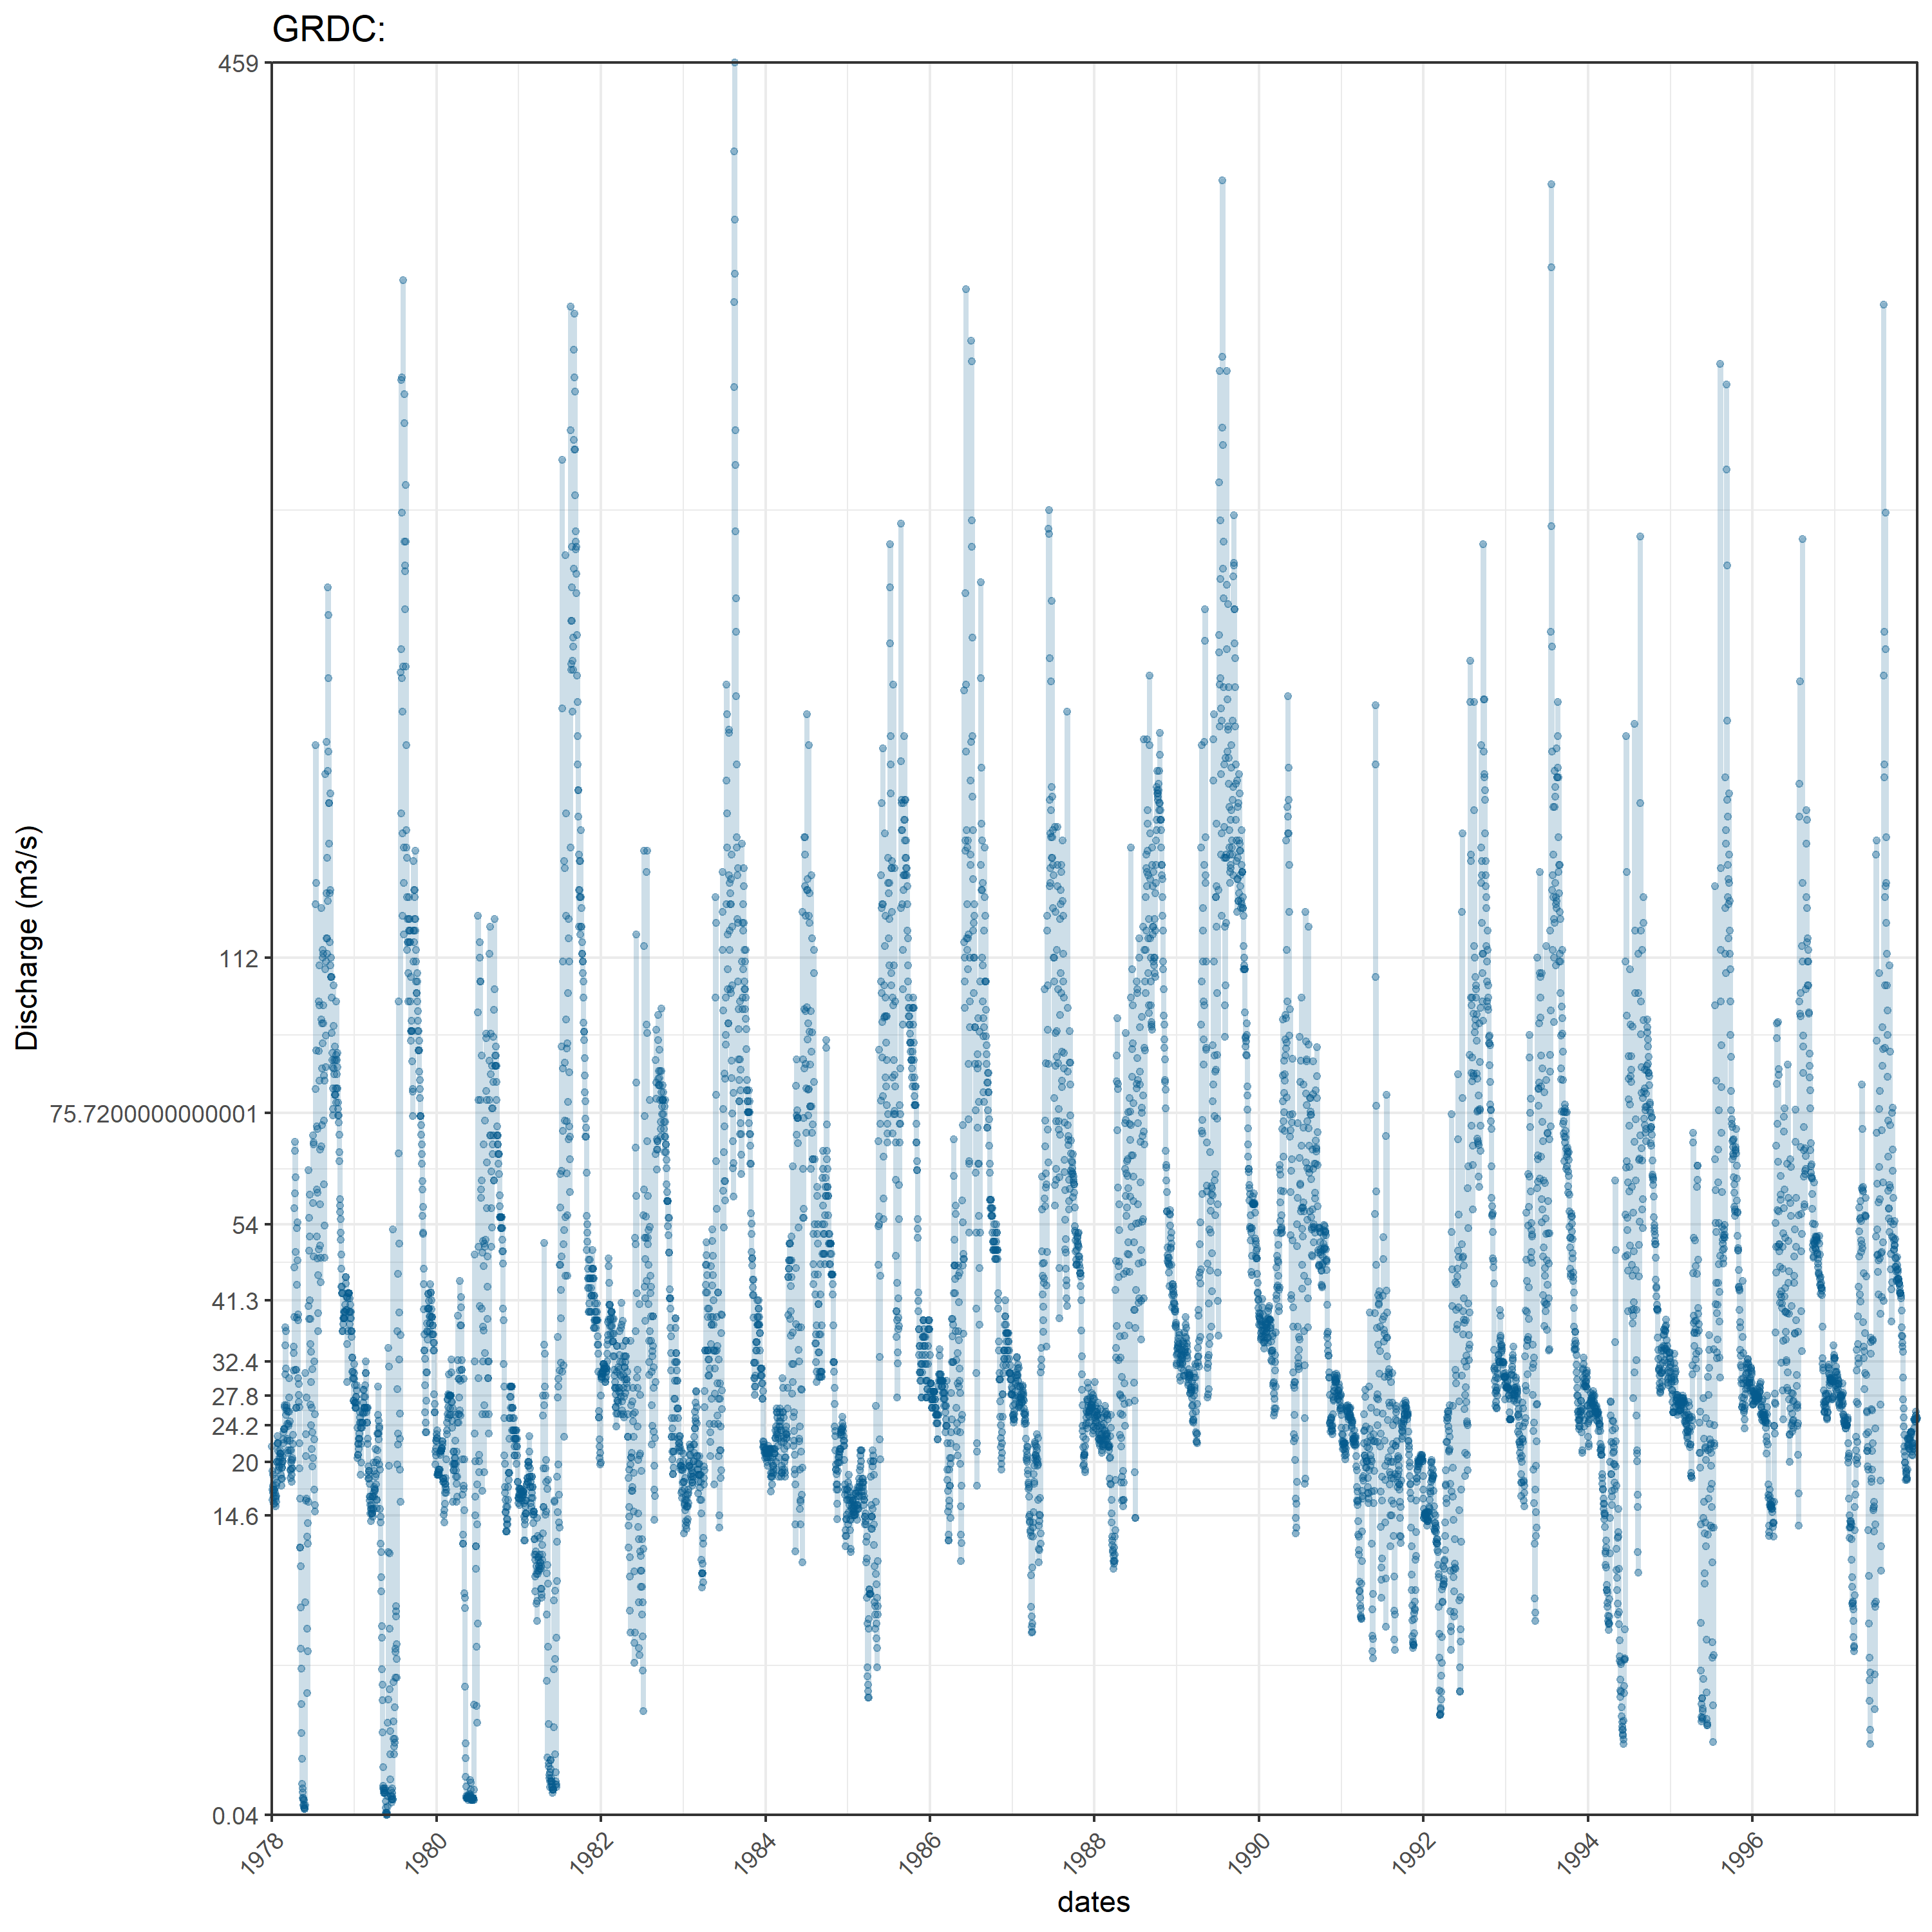 GRDC:
459
112
75.7200000000001
54
41.3
32.4
27.8
24.2
20
14.6
0.04
Discharge (m3/s)
1978 1980 1982 1984 1986 1988 1990 1992 1994 1996
dates